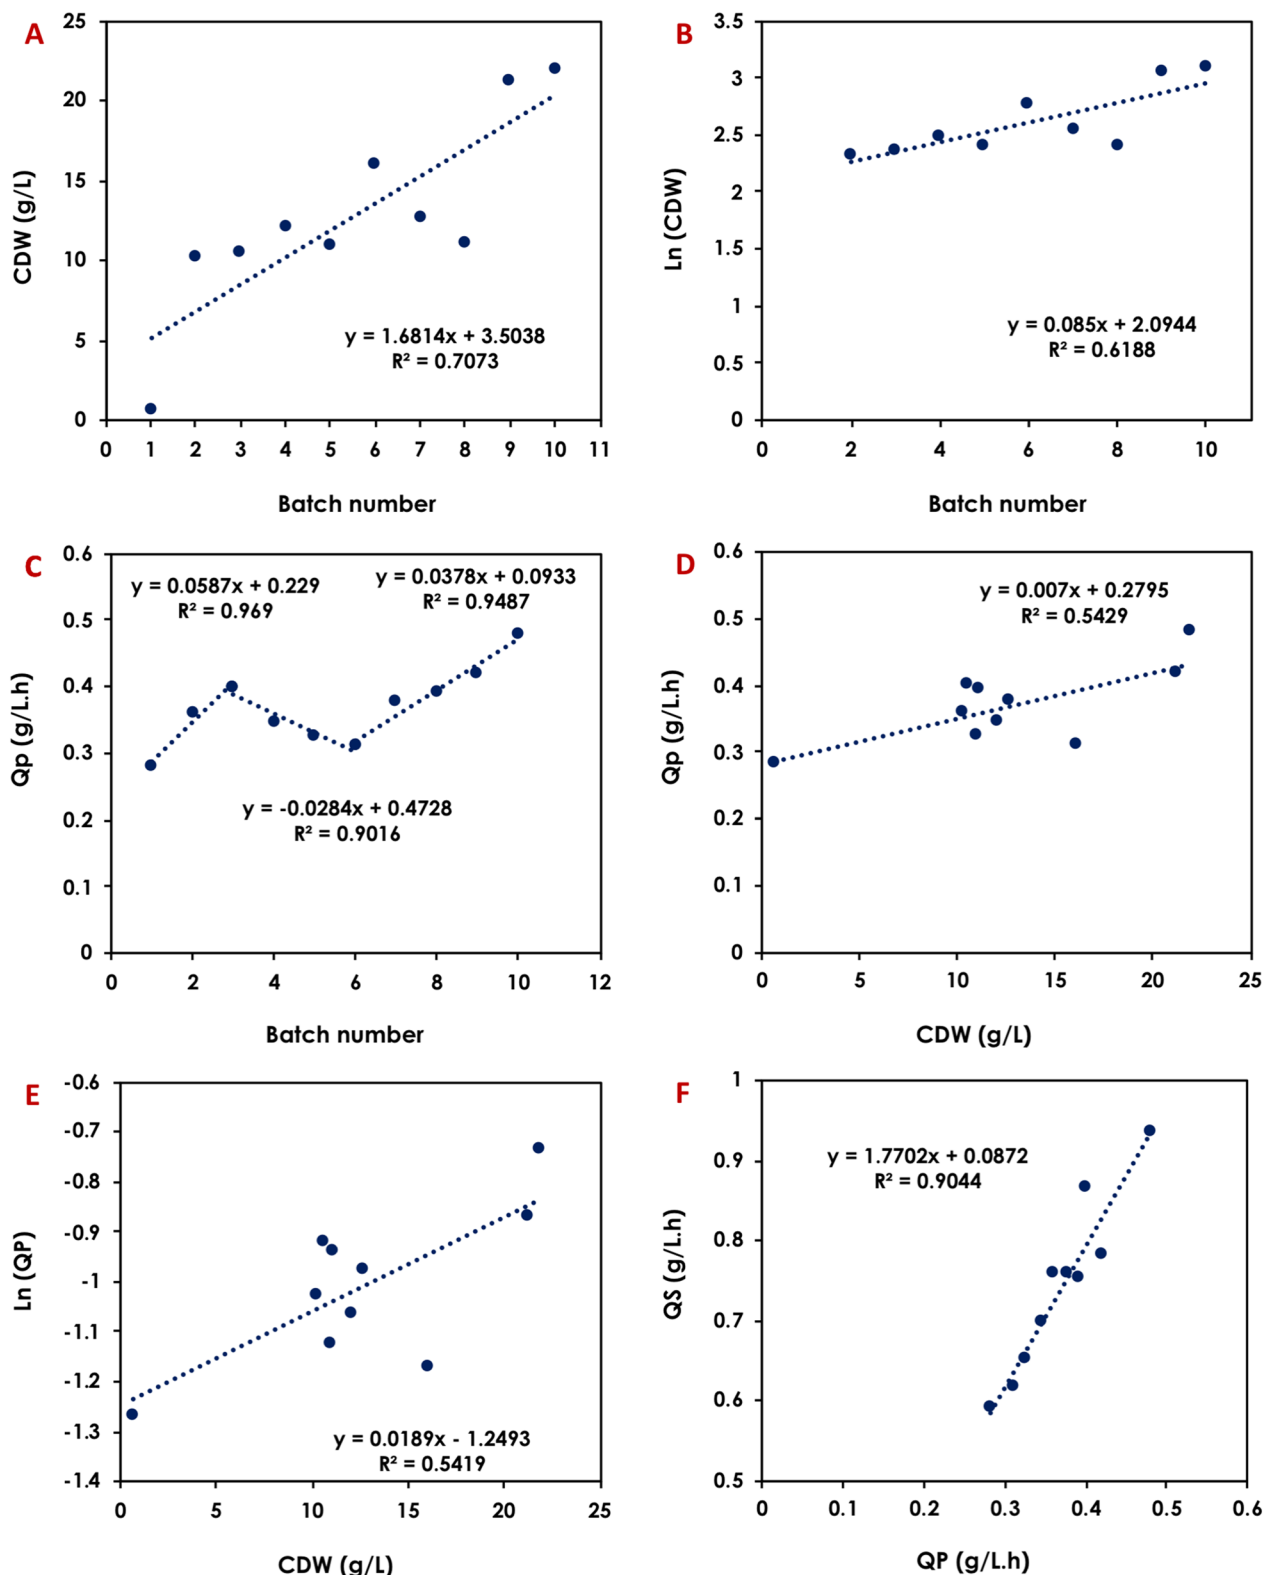 A
25
20
15
10
5
0
CDW (g/L)
y = 1.6814x + 3.5038
R² = 0.7073
0 1 2 3 4 5 6 7 8 9 10 11
Batch number
B
3.5
3
2.5
2
1.5
1
0.5
0
Ln (CDW)
y = 0.085x + 2.0944
R² = 0.6188
0 2 4 6 8 10
Batch number
C
0.6
0.5
0.4
0.3
0.2
0.1
0
Qp (g/L.h)
y = 0.0587x + 0.229
R² = 0.969
y = 0.0378x + 0.0933
R² = 0.9487
y = -0.0284x + 0.4728
R² = 0.9016
0 2 4 6 8 10 12
Batch number
D
0.6
0.5
0.4
0.3
0.2
0.1
0
Qp (g/L.h)
y = 0.007x + 0.2795
R² = 0.5429
0 5 10 15 20 25
CDW (g/L)
E
-0.6
-0.7
-0.8
-0.9
-1
-1.1
-1.2
-1.3
-1.4
Ln (QP)
y = 0.0189x - 1.2493
R² = 0.5419
0 5 10 15 20 25
CDW (g/L)
F
1
0.9
0.8
0.7
0.6
0.5
QS (g/L.h)
y = 1.7702x + 0.0872
R² = 0.9044
0 0.1 0.2 0.3 0.4 0.5 0.6
QP (g/L.h)